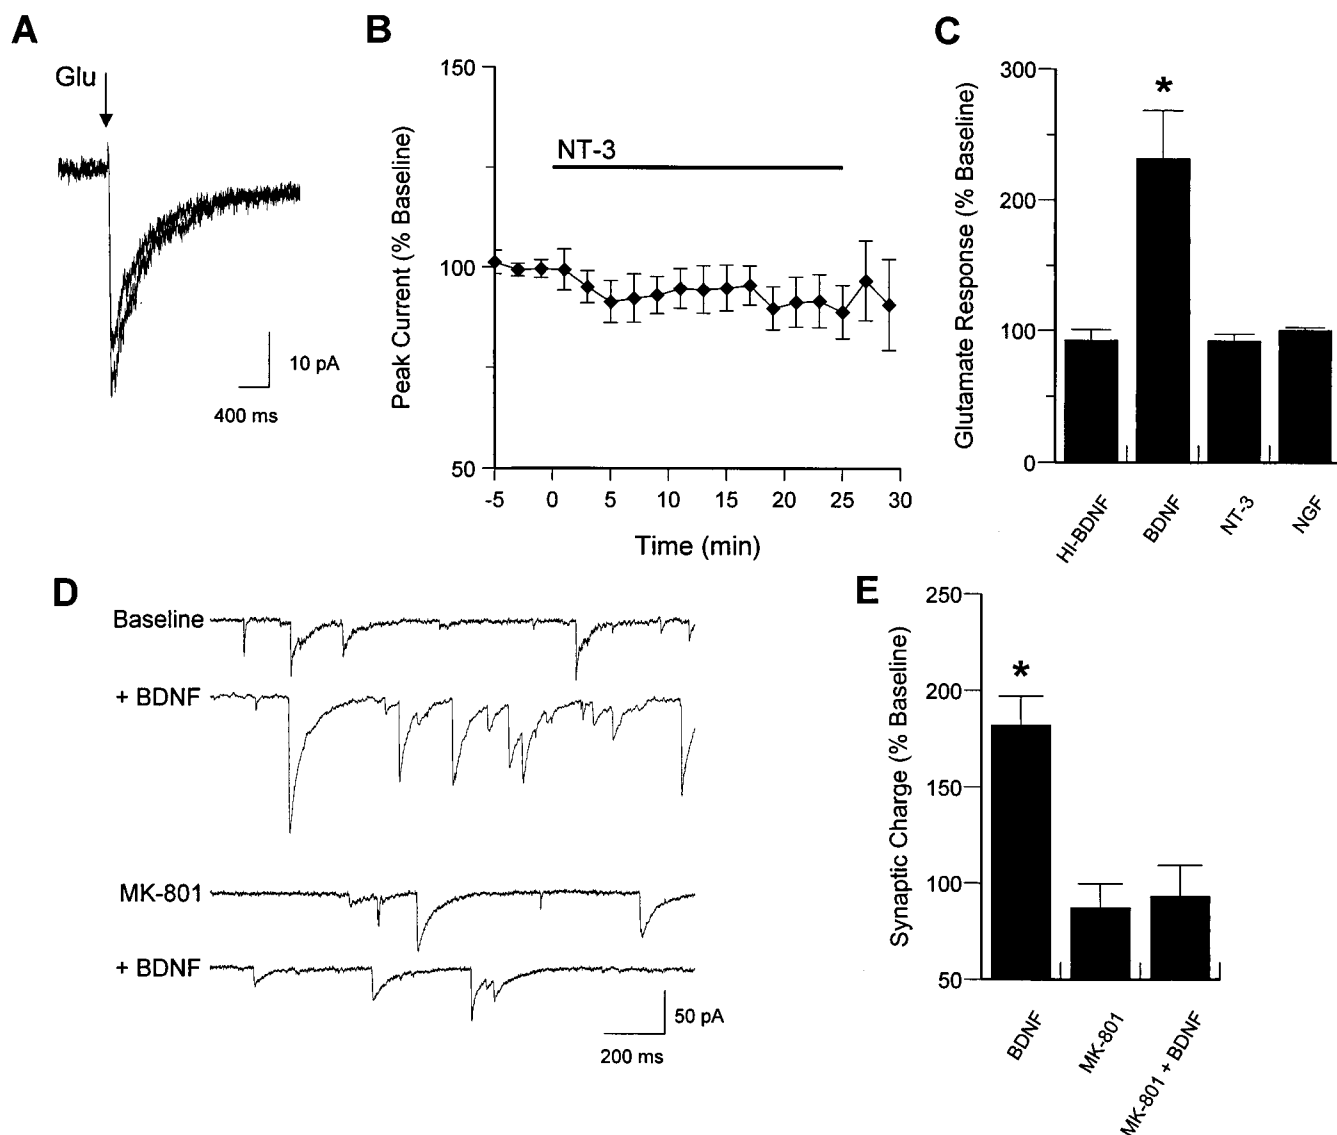 A
Glu
10 pA
400 ms
B
150
100
50
Peak Current (% Baseline)
NT-3
-5 0 5 10 15 20 25 30
Time (min)
C
300
200
100
0
Glutamate Response (% Baseline)
*
HI-BDNF BDNF NT-3 NGF
D
Baseline
+ BDNF
MK-801
+ BDNF
50 pA
200 ms
E
250
200
150
100
50
Synaptic Charge (% Baseline)
*
BDNF MK-801 MK-801 + BDNF